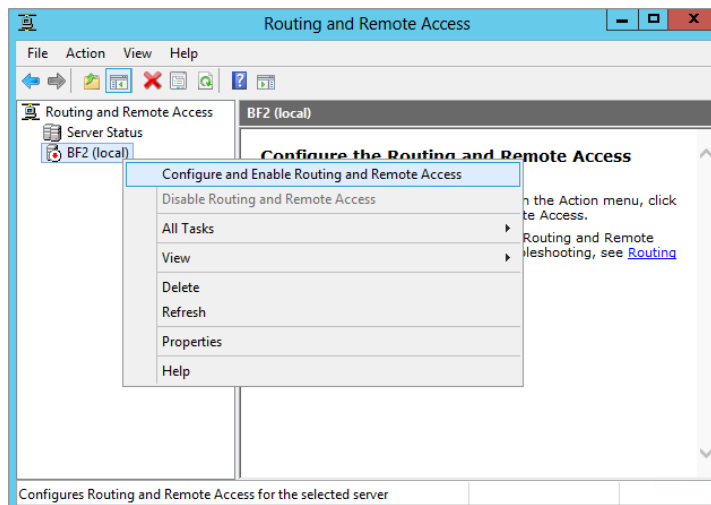 Routing and Remote Access
File Action View Help
Routing and Remote Access
Server Status
BF2 (local)
BF2 (local)
Configure the Routing and Remote Access
Configure and Enable Routing and Remote Access
Disable Routing and Remote Access
All Tasks
View
Delete
Refresh
Properties
Help
n the Action menu, click
te Access.
Routing and Remote
leshooting, see Routing
Configures Routing and Remote Access for the selected server